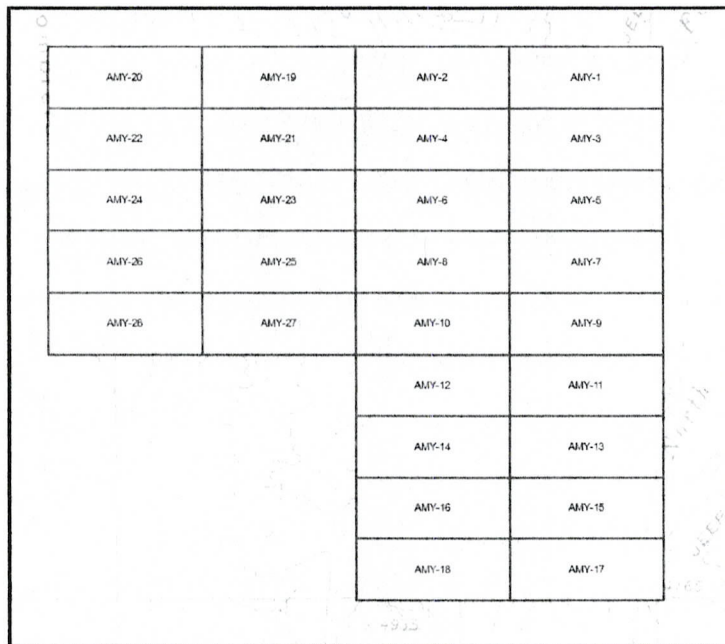 AMY-20 AMY-19 AMY-2 AMY-1
AMY-22 AMY-21 AMY-4 AMY-3
AMY-24 AMY-23 AMY-6 AMY-5
AMY-26 AMY-25 AMY-8 AMY-7
AMY-26 AMY-27 AMY-10 AMY-9
AMY-12 AMY-11
AMY-14 AMY-13
North
AMY-16 AMY-15
AMY-18 AMY-17